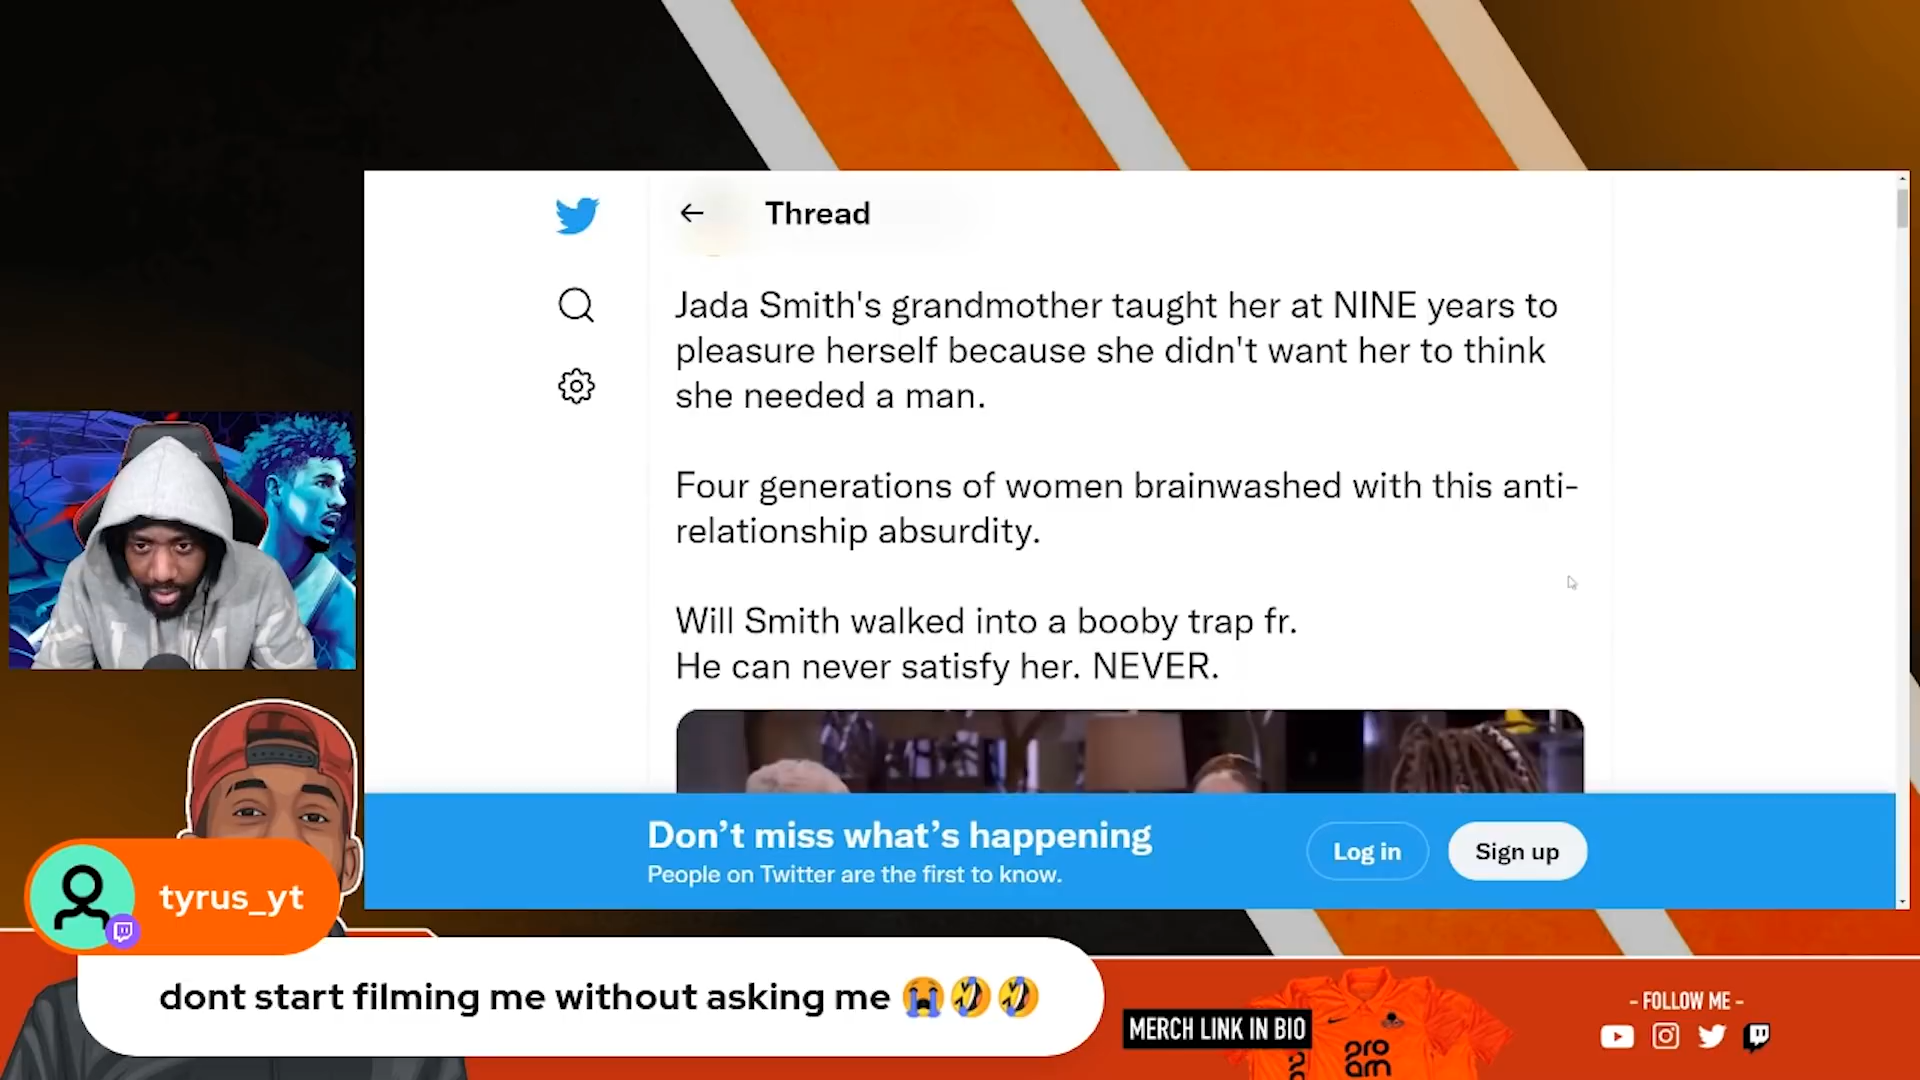 Thread
Jada Smith's grandmother taught her at NINE years to
pleasure herself because she didn't want her to think
she needed a man.
Four generations of women brainwashed with this anti-
relationship absurdity.
Will Smith walked into a booby trap fr.
He can never satisfy her. NEVER.
Don't miss what's happening
People on Twitter are the first to know.
Log in
Sign up
tyrus_yt
dont start filming me without asking me 😭🤣🤣
MERCH LINK IN BIO
pro
am
- FOLLOW ME -